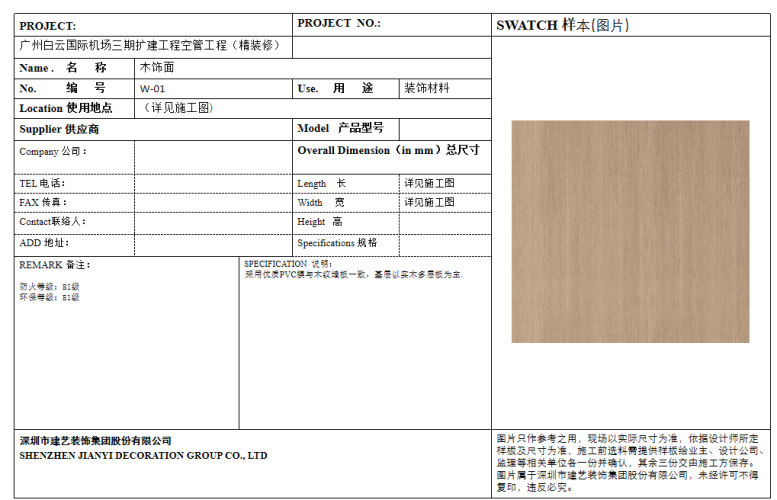 PROJECT:
PROJECT NO.:
SWATCH 样本(图片)
广州白云国际机场三期扩建工程空管工程（精装修）
Name . 名 称 木饰面
No. 编 号 W-01 Use. 用 途 装饰材料
Location 使用地点 （详见施工图)
Supplier 供应商 Model 产品型号
Company 公司： Overall Dimension（in mm）总尺寸
TEL 电话： Length 长 详见施工图
FAX 传真： Width 宽 详见施工图
Contact联络人： Height 高
ADD 地址： Specifications 规格
REMARK 备注：
防火等级：B1级
环保等级：E1级
SPECIFICATION 说明：
采用优质PVC膜与木纹墙板一致，基层以实木多层板为主.
深圳市建艺装饰集团股份有限公司
SHENZHEN JIANYI DECORATION GROUP CO., LTD
图片只作参考之用，现场以实际尺寸为准，依据设计师所定
样板及尺寸为准，施工前选料需提供样板给业主、设计公司、
监理等相关单位各一份并确认，其余三份交由施工方保存。
图片属于深圳市建艺装饰集团股份有限公司，未经许可不得
复印，违反必究。